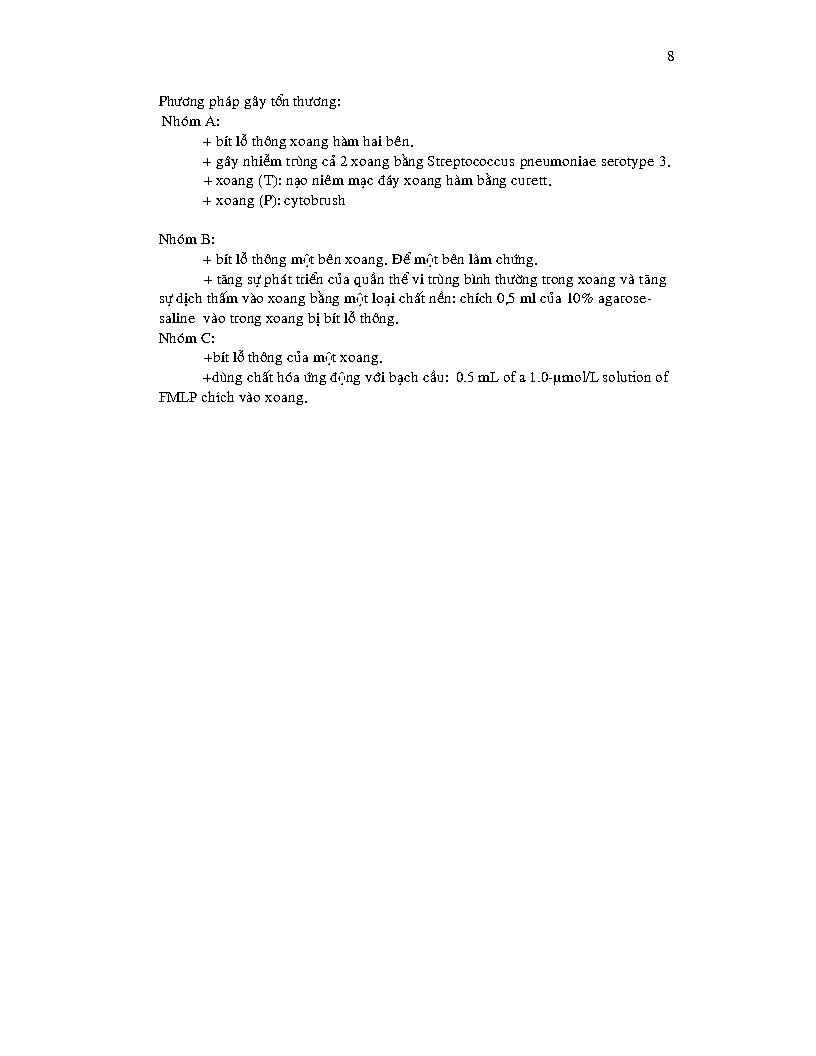 8
Phương pháp gây tổn thương:
Nhóm A:
+ bít lỗ thông xoang hàm hai bên.
+ gây nhiễm trùng cả 2 xoang bằng Streptococcus pneumoniae serotype 3.
+ xoang (T): nạo niêm mạc đáy xoang hàm bằng curett.
+ xoang (P): cytobrush
Nhóm B:
+ bít lỗ thông một bên xoang. Để một bên làm chứng.
+ tăng sự phát triển của quần thể vi trùng bình thường trong xoang và tăng
sự dịch thấm vào xoang bằng một loại chất nền: chích 0,5 ml của 10% agarose-
saline vào trong xoang bị bít lỗ thông.
Nhóm C:
+bít lỗ thông của một xoang.
+dùng chất hóa ứng động với bạch cầu: 0.5 mL of a 1.0-µmol/L solution of
FMLP chích vào xoang.